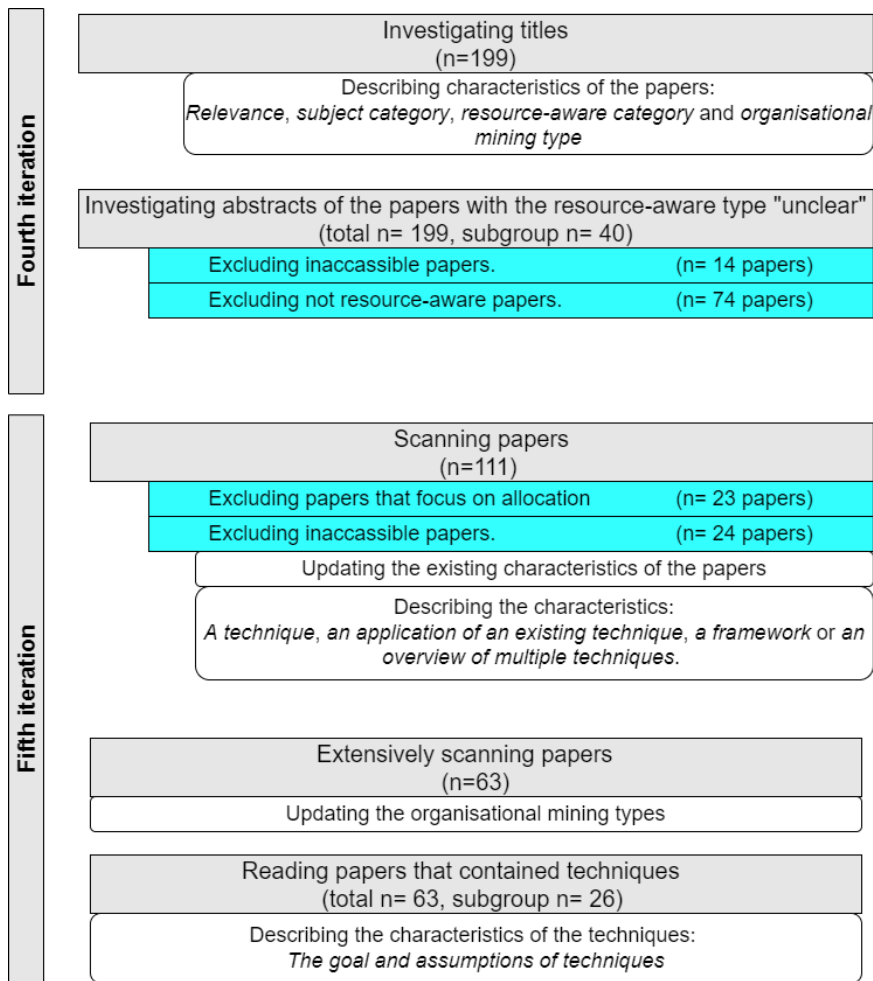 Fourth iteration
Investigating titles
(n=199)
Describing characteristics of the papers:
Relevance, subject category, resource-aware category and organisational
mining type
Investigating abstracts of the papers with the resource-aware type "unclear"
(total n= 199, subgroup n= 40)
Excluding inaccassible papers. (n= 14 papers)
Excluding not resource-aware papers. (n= 74 papers)
Fifth iteration
Scanning papers
(n=111)
Excluding papers that focus on allocation (n= 23 papers)
Excluding inaccassible papers. (n= 24 papers)
Updating the existing characteristics of the papers
Describing the characteristics:
A technique, an application of an existing technique, a framework or an
overview of multiple techniques.
Extensively scanning papers
(n=63)
Updating the organisational mining types
Reading papers that contained techniques
(total n= 63, subgroup n= 26)
Describing the characteristics of the techniques:
The goal and assumptions of techniques